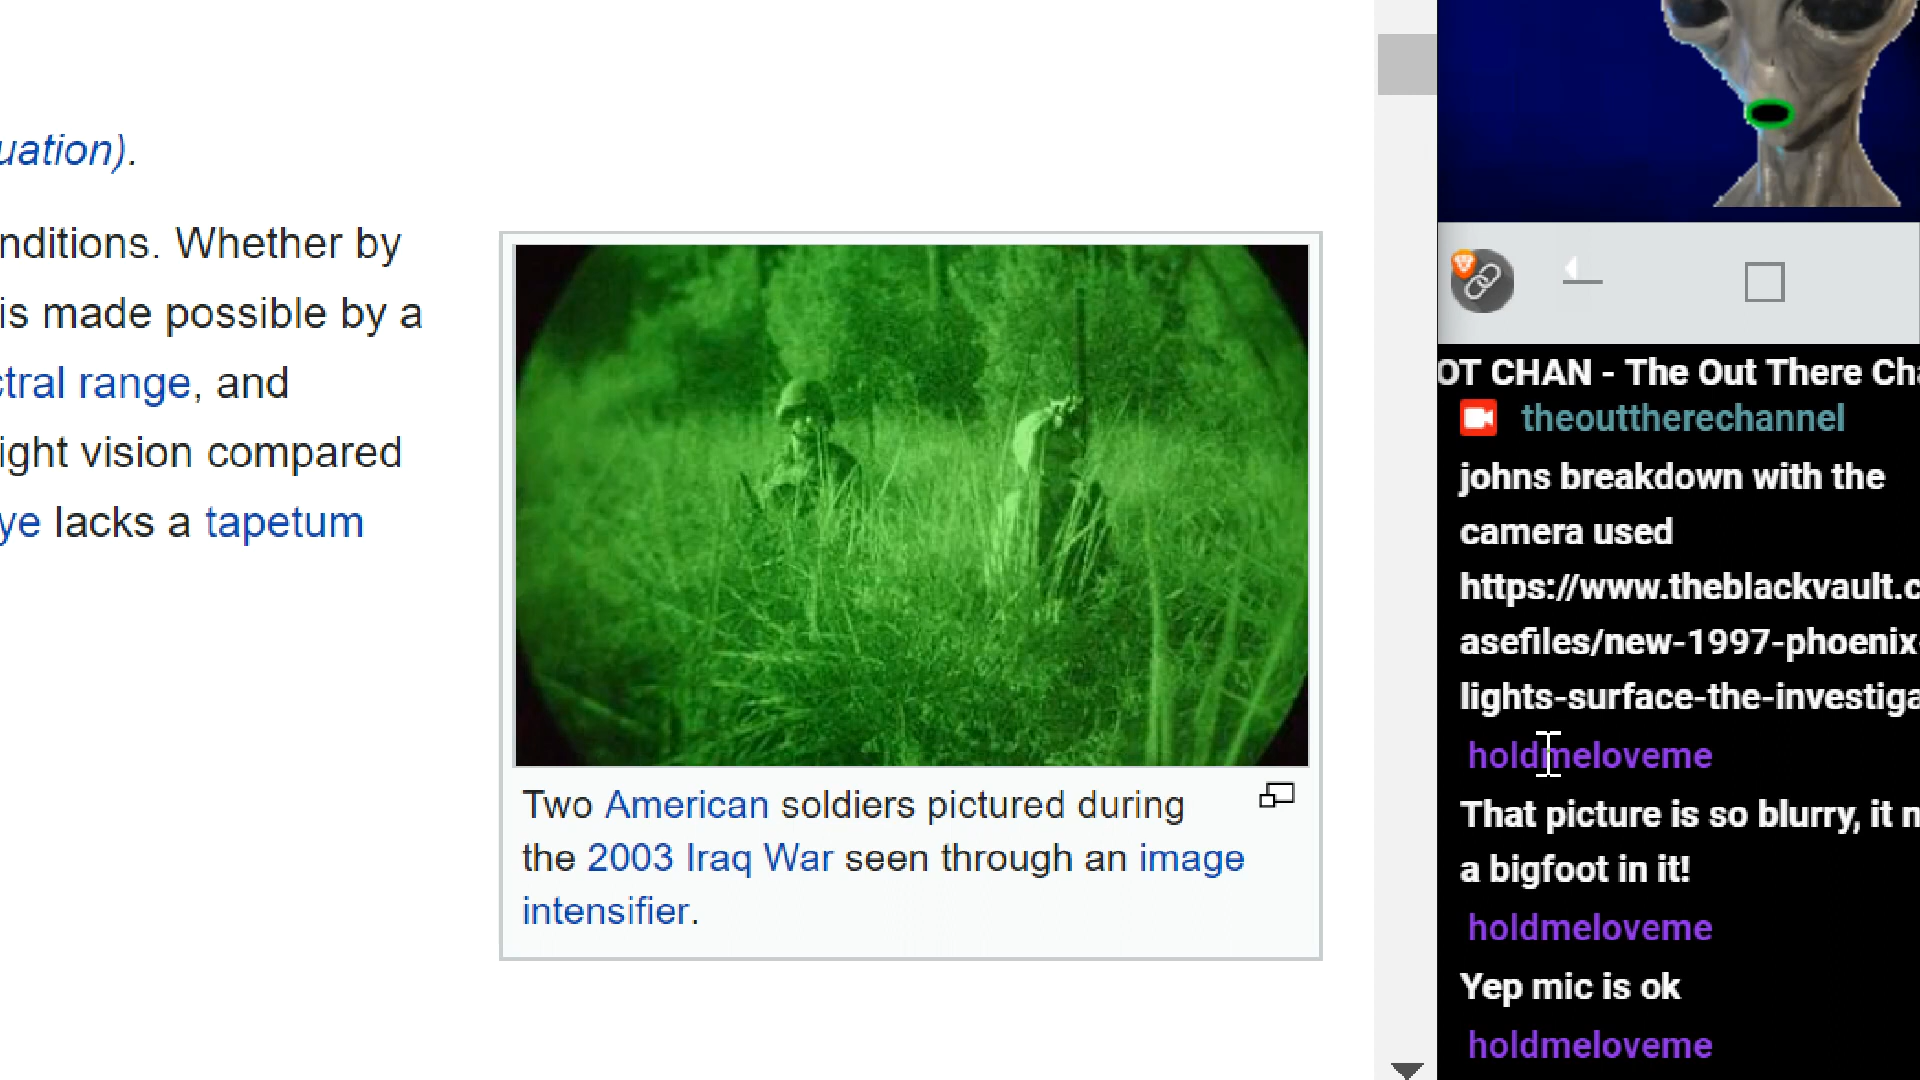 uation).
nditions. Whether by
is made possible by a
ctral range, and
ight vision compared
ye lacks a tapetum
Two American soldiers pictured during
the 2003 Iraq War seen through an image
intensifier.
OT CHAN - The Out There Cha
theouttherechannel
johns breakdown with the
camera used
https://www.theblackvault.c
asefiles/new-1997-phoenix-
lights-surface-the-investiga
holdmeloveme
That picture is so blurry, it n
a bigfoot in it!
holdmeloveme
Yep mic is ok
holdmeloveme